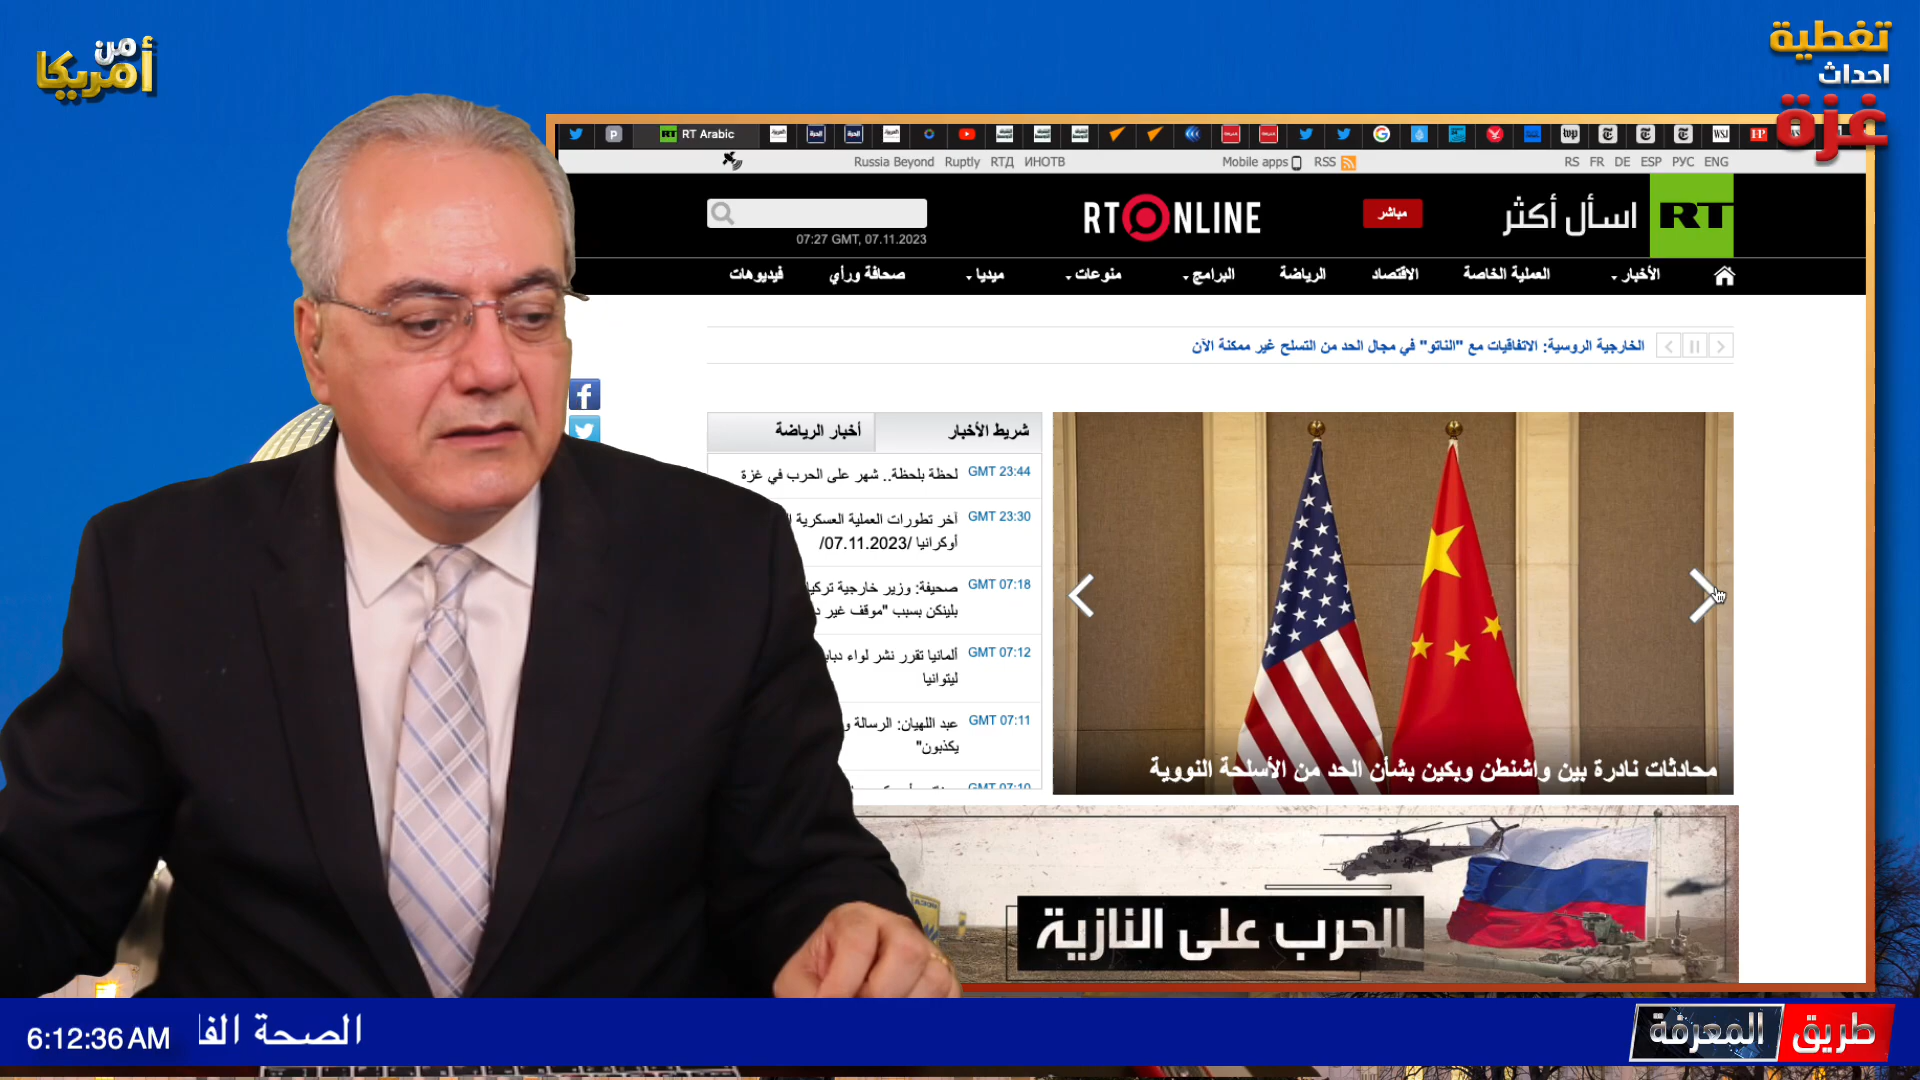 من
أمريكا
تغطية
احداث
غزة
RT Arabic
Russia Beyond Ruptly RTД ИНОТВ
Mobile apps RSS
RS FR DE ESP РУС ENG
RT ONLINE
مباشر
اسأل أكثر
RT
07:27 GMT, 07.11.2023
الأخبار العملية الخاصة الاقتصاد الرياضة البرامج منوعات ميديا صحافة ورأي فيديوهات
الخارجية الروسية: الاتفاقيات مع "الناتو" في مجال الحد من التسلح غير ممكنة الآن
شريط الأخبار
أخبار الرياضة
GMT 23:44 لحظة بلحظة.. شهر على الحرب في غزة
GMT 23:30 آخر تطورات العملية العسكرية
أوكرانيا /07.11.2023/
GMT 07:18 صحيفة: وزير خارجية تركيا
بلينكن بسبب "موقف غير
GMT 07:12 ألمانيا تقرر نشر لواء
ليتوانيا
GMT 07:11 عبد اللهيان: الرسالة
يكذبون"
GMT 07:10
محادثات نادرة بين واشنطن وبكين بشأن الحد من الأسلحة النووية
الحرب على النازية
6:12:36 AM
الصحة
طريق المعرفة